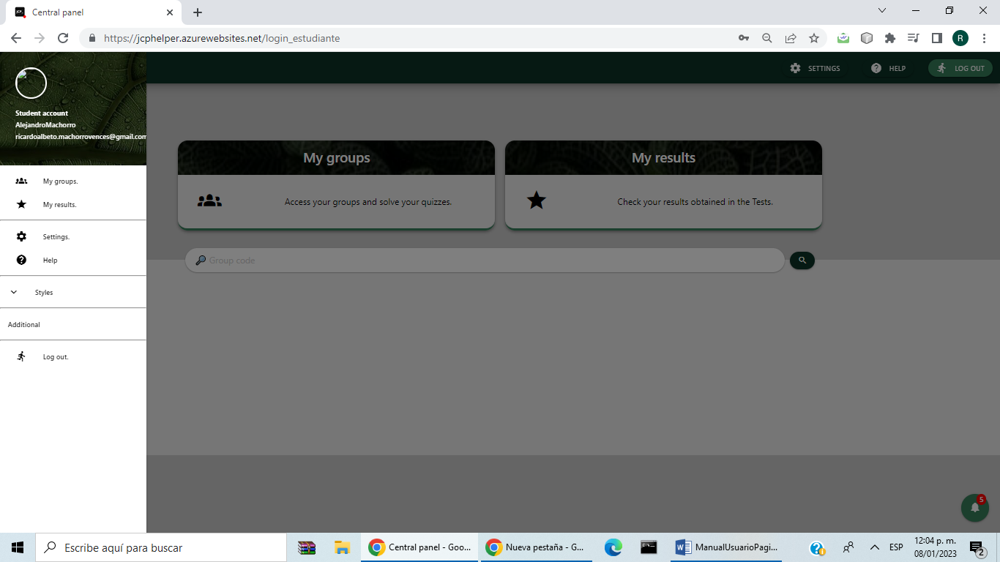 Central panel
https://jcphelper.azurewebsites.net/login_estudiante
R
SETTINGS
HELP
LOG OUT
Student account
AlejandroMachorro
ricardoalbeto.machorrovences@gmail.com
My groups.
My results.
Settings.
Help
Styles
Additional
Log out.
My groups
Access your groups and solve your quizzes.
My results
Check your results obtained in the Tests.
Group code
5
Escribe aquí para buscar
Central panel - Goo...
Nueva pestaña - G...
ManualUsuarioPagi...
ESP
12:04 p. m.
08/01/2023
2